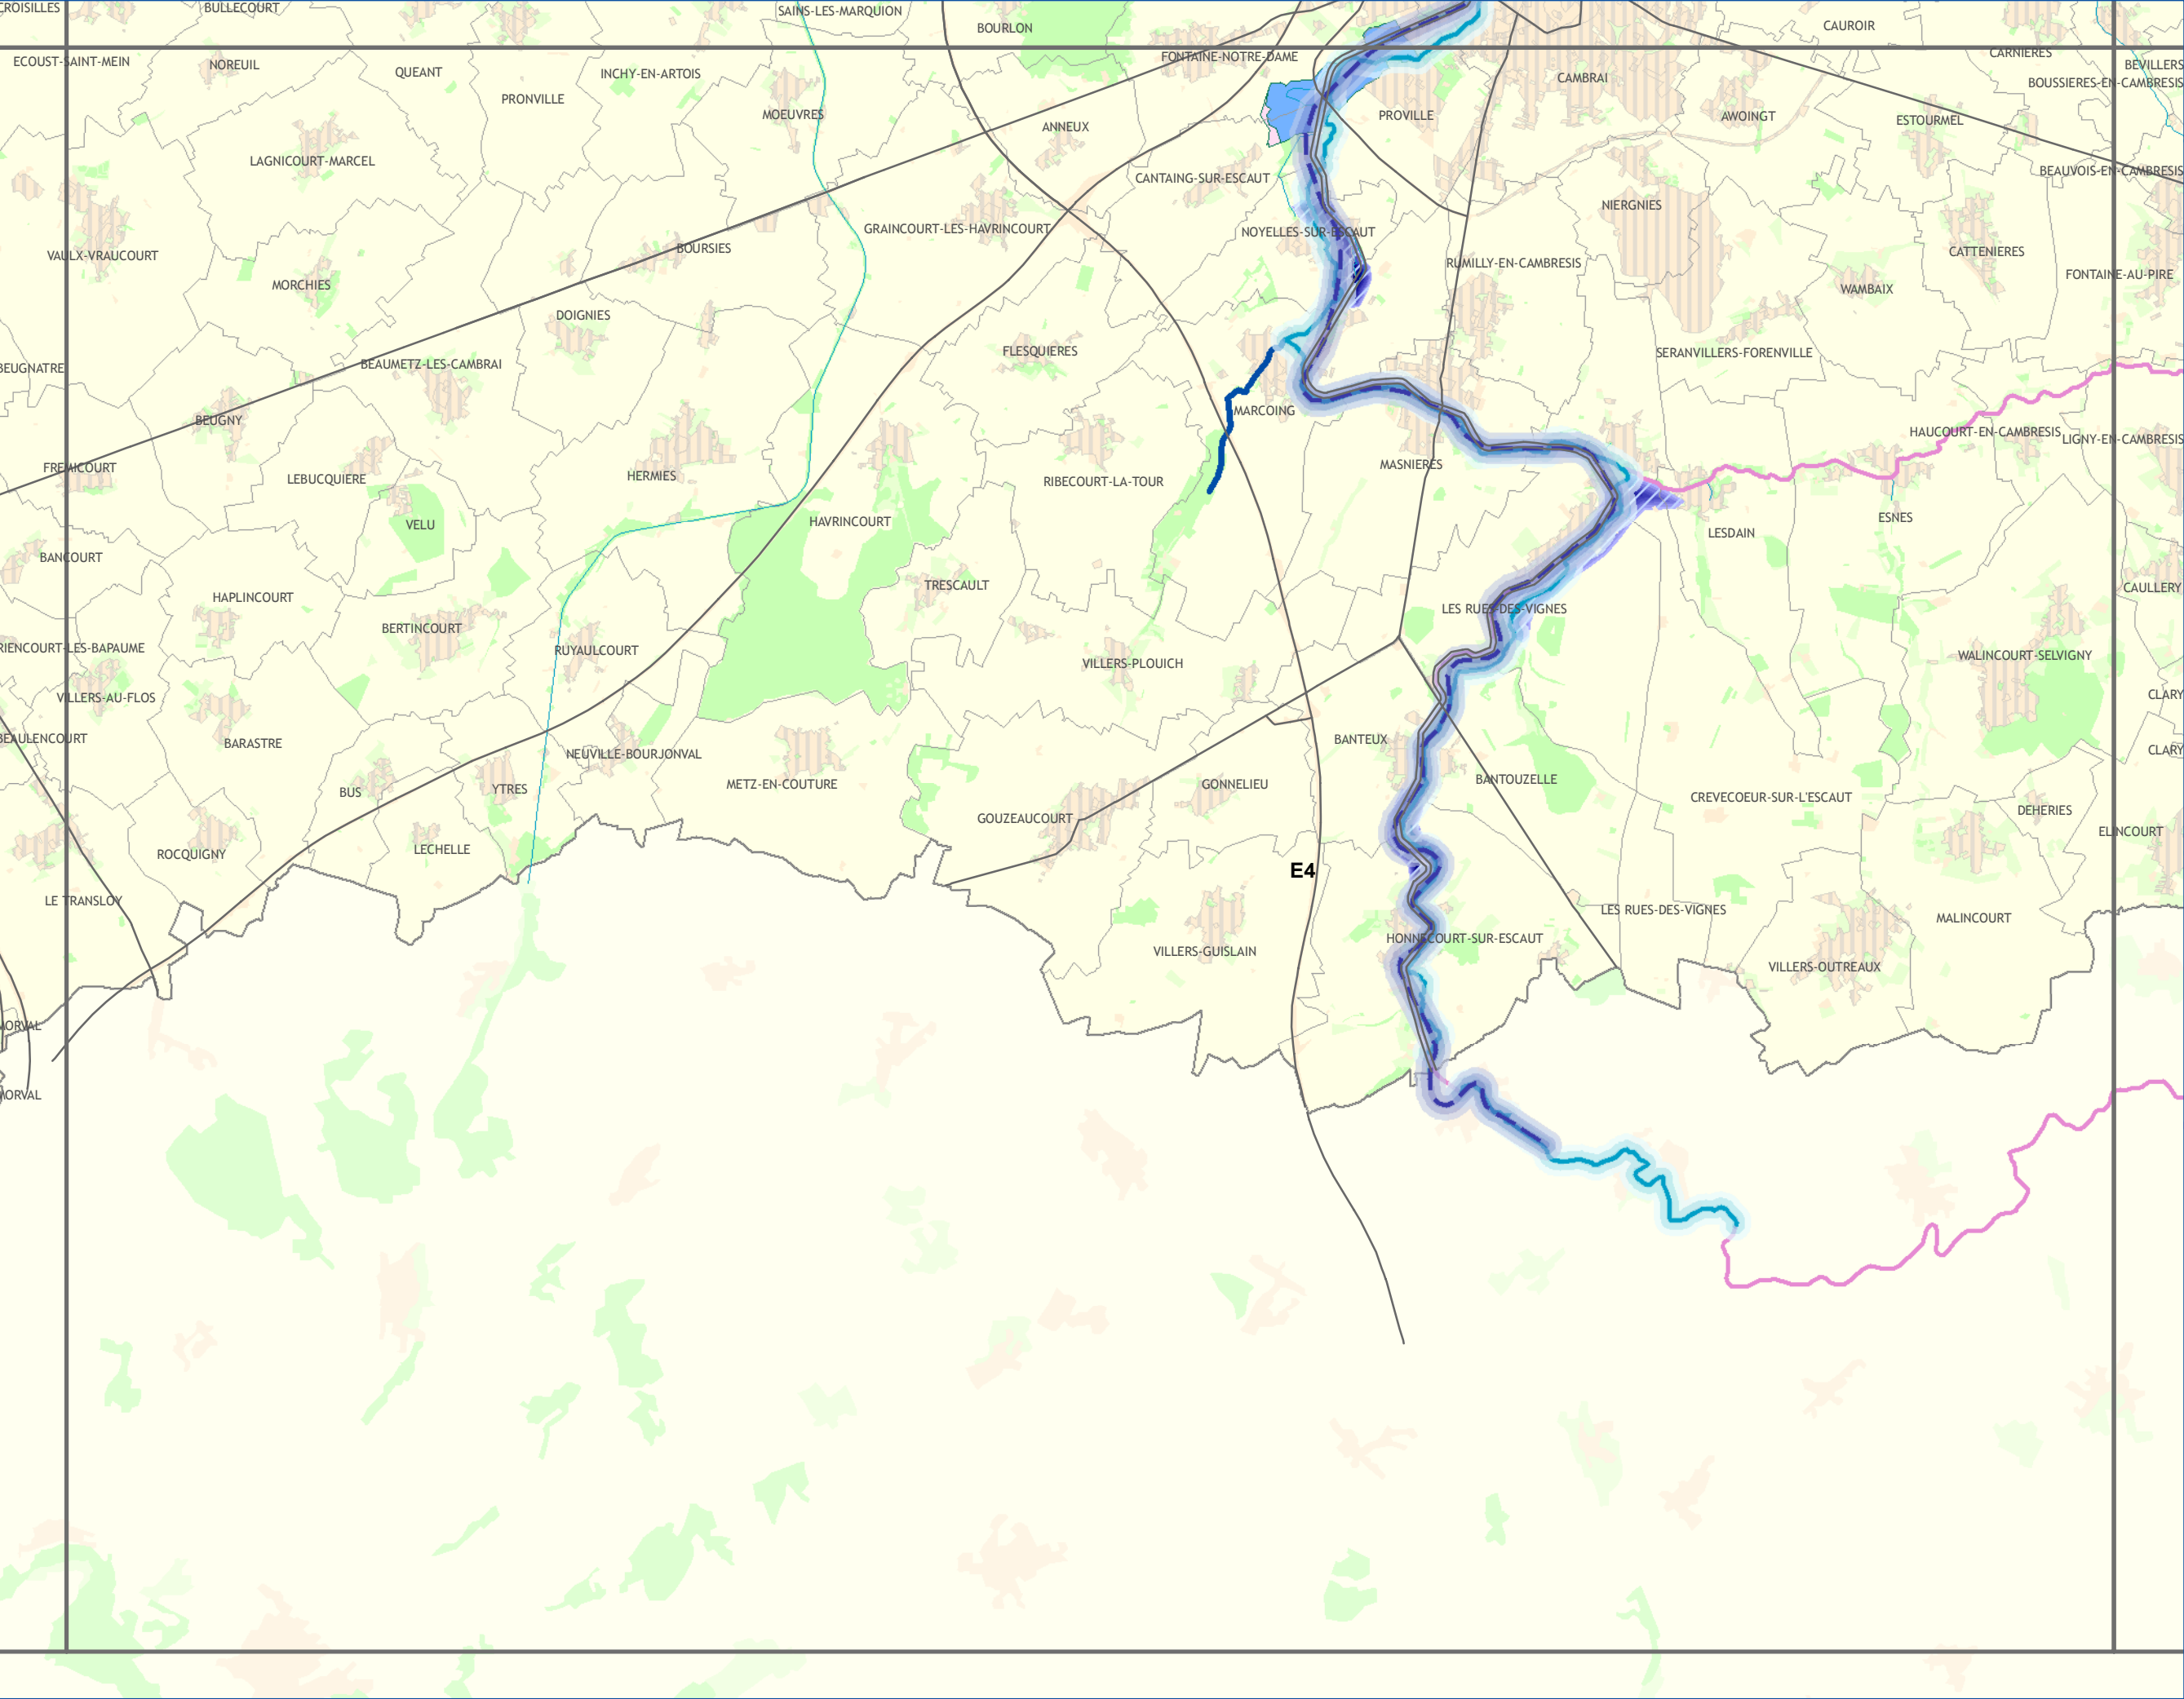 CROISILLES
BULLECOURT
SAINS-LES-MARQUION
BOURLON
CAUROIR
ECOUST-SAINT-MEIN
NOREUIL
QUEANT
INCHY-EN-ARTOIS
FONTAINE-NOTRE-DAME
CARNIERES
BEVILLERS
PRONVILLE
MOEUVRES
ANNEUX
PROVILLE
CAMBRAI
AWOINGT
ESTOURMEL
BOUSSIERES-EN-CAMBRESIS
LAGNICOURT-MARCEL
CANTAING-SUR-ESCAUT
BEAUVOIS-EN-CAMBRESIS
NIERGNIES
VAULX-VRAUCOURT
BOURSIES
GRAINCOURT-LES-HAVRINCOURT
NOYELLES-SUR-ESCAUT
RUMILLY-EN-CAMBRESIS
CATTENIERES
FONTAINE-AU-PIRE
MORCHIES
WAMBAIX
DOIGNIES
BEUGNATRE
BEAUMETZ-LES-CAMBRAI
FLESQUIERES
SERANVILLERS-FORENVILLE
BEUGNY
MARCOING
HAUCOURT-EN-CAMBRESIS
LIGNY-EN-CAMBRESIS
FREMICOURT
LEBUCQUIERE
HERMIES
RIBECOURT-LA-TOUR
MASNIERES
VELU
HAVRINCOURT
LESDAIN
ESNES
BANCOURT
HAPLINCOURT
TRESCAULT
CAULLERY
BERTINCOURT
LES RUES-DES-VIGNES
RIENCOURT-LES-BAPAUME
RUYAULCOURT
VILLERS-PLOUICH
WALINCOURT-SELVIGNY
VILLERS-AU-FLOS
CLARY
BEAULENCOURT
BARASTRE
NEUVILLE-BOURJONVAL
BANTEUX
CLARY
BUS
YTRES
METZ-EN-COUTURE
GONNELIEU
BANTOUZELLE
CREVECOEUR-SUR-L'ESCAUT
DEHERIES
GOUZEAUCOURT
ELINCOURT
ROCQUIGNY
LECHELLE
E4
LE TRANSLOY
LES RUES-DES-VIGNES
MALINCOURT
VILLERS-GUISLAIN
HONNECOURT-SUR-ESCAUT
VILLERS-OUTREAUX
MORVAL
MORVAL